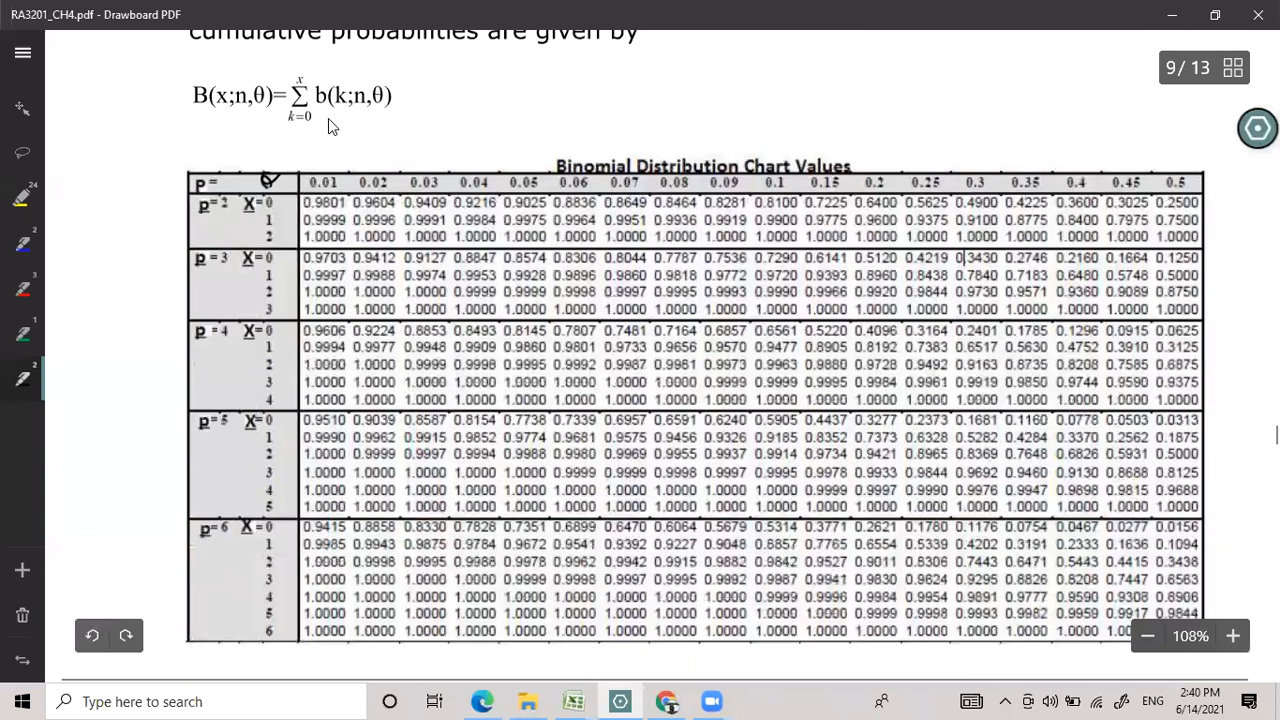 RA3201_CH4.pdf - Drawboard PDF
cumulative probabilities are given by
9 / 13
B(x;n,θ)=∑ b(k;n,θ)
x
k=0
Binomial Distribution Chart Values
p = 0.01 0.02 0.03 0.04 0.05 0.06 0.07 0.08 0.09 0.1 0.15 0.2 0.25 0.3 0.35 0.4 0.45 0.5
p = 2 X= 0 0.9801 0.9604 0.9409 0.9216 0.9025 0.8836 0.8649 0.8464 0.8281 0.8100 0.7225 0.6400 0.5625 0.4900 0.4225 0.3600 0.3025 0.2500
1 0.9999 0.9996 0.9991 0.9984 0.9975 0.9964 0.9951 0.9936 0.9919 0.9900 0.9775 0.9600 0.9375 0.9100 0.8775 0.8400 0.7975 0.7500
2 1.0000 1.0000 1.0000 1.0000 1.0000 1.0000 1.0000 1.0000 1.0000 1.0000 1.0000 1.0000 1.0000 1.0000 1.0000 1.0000 1.0000 1.0000
p = 3 X= 0 0.9703 0.9412 0.9127 0.8847 0.8574 0.8306 0.8044 0.7787 0.7536 0.7290 0.6141 0.5120 0.4219 0.3430 0.2746 0.2160 0.1664 0.1250
1 0.9997 0.9988 0.9974 0.9953 0.9928 0.9896 0.9860 0.9818 0.9772 0.9720 0.9393 0.8960 0.8438 0.7840 0.7183 0.6480 0.5748 0.5000
2 1.0000 1.0000 0.9999 0.9999 0.9999 0.9998 0.9997 0.9995 0.9993 0.9990 0.9966 0.9920 0.9844 0.9730 0.9571 0.9360 0.9089 0.8750
3 1.0000 1.0000 1.0000 1.0000 1.0000 1.0000 1.0000 1.0000 1.0000 1.0000 1.0000 1.0000 1.0000 1.0000 1.0000 1.0000 1.0000 1.0000
p = 4 X= 0 0.9606 0.9224 0.8853 0.8493 0.8145 0.7807 0.7481 0.7164 0.6857 0.6561 0.5220 0.4096 0.3164 0.2401 0.1785 0.1296 0.0915 0.0625
1 0.9994 0.9977 0.9948 0.9909 0.9860 0.9801 0.9733 0.9656 0.9570 0.9477 0.8905 0.8192 0.7383 0.6517 0.5630 0.4752 0.3910 0.3125
2 1.0000 1.0000 0.9999 0.9998 0.9995 0.9992 0.9987 0.9981 0.9973 0.9963 0.9880 0.9728 0.9492 0.9163 0.8735 0.8208 0.7585 0.6875
3 1.0000 1.0000 1.0000 1.0000 1.0000 1.0000 1.0000 1.0000 0.9999 0.9999 0.9995 0.9984 0.9961 0.9919 0.9850 0.9744 0.9590 0.9375
4 1.0000 1.0000 1.0000 1.0000 1.0000 1.0000 1.0000 1.0000 1.0000 1.0000 1.0000 1.0000 1.0000 1.0000 1.0000 1.0000 1.0000 1.0000
p = 5 X= 0 0.9510 0.9039 0.8587 0.8154 0.7738 0.7339 0.6957 0.6591 0.6240 0.5905 0.4437 0.3277 0.2373 0.1681 0.1160 0.0778 0.0503 0.0313
1 0.9990 0.9962 0.9915 0.9852 0.9774 0.9681 0.9575 0.9456 0.9326 0.9185 0.8352 0.7373 0.6328 0.5282 0.4284 0.3370 0.2562 0.1875
2 1.0000 0.9999 0.9997 0.9994 0.9988 0.9980 0.9969 0.9955 0.9937 0.9914 0.9734 0.9421 0.8965 0.8369 0.7648 0.6826 0.5931 0.5000
3 1.0000 1.0000 1.0000 1.0000 1.0000 0.9999 0.9999 0.9998 0.9997 0.9995 0.9978 0.9933 0.9844 0.9692 0.9460 0.9130 0.8688 0.8125
4 1.0000 1.0000 1.0000 1.0000 1.0000 1.0000 1.0000 1.0000 1.0000 1.0000 0.9999 0.9997 0.9990 0.9976 0.9947 0.9898 0.9815 0.9688
5 1.0000 1.0000 1.0000 1.0000 1.0000 1.0000 1.0000 1.0000 1.0000 1.0000 1.0000 1.0000 1.0000 1.0000 1.0000 1.0000 1.0000 1.0000
p= 6 X = 0 0.9415 0.8858 0.8330 0.7828 0.7351 0.6899 0.6470 0.6064 0.5679 0.5314 0.3771 0.2621 0.1780 0.1176 0.0754 0.0467 0.0277 0.0156
1 0.9985 0.9943 0.9875 0.9784 0.9672 0.9541 0.9392 0.9227 0.9048 0.8857 0.7765 0.6554 0.5339 0.4202 0.3191 0.2333 0.1636 0.1094
2 1.0000 0.9998 0.9995 0.9988 0.9978 0.9962 0.9942 0.9915 0.9882 0.9842 0.9527 0.9011 0.8306 0.7443 0.6471 0.5443 0.4415 0.3438
3 1.0000 1.0000 1.0000 1.0000 0.9999 0.9998 0.9997 0.9995 0.9992 0.9987 0.9941 0.9830 0.9624 0.9295 0.8826 0.8208 0.7447 0.6563
4 1.0000 1.0000 1.0000 1.0000 1.0000 1.0000 1.0000 1.0000 1.0000 0.9999 0.9996 0.9984 0.9954 0.9891 0.9777 0.9590 0.9308 0.8906
5 1.0000 1.0000 1.0000 1.0000 1.0000 1.0000 1.0000 1.0000 1.0000 1.0000 1.0000 0.9999 0.9998 0.9993 0.9982 0.9959 0.9917 0.9844
6 1.0000 1.0000 1.0000 1.0000 1.0000 1.0000 1.0000 1.0000 1.0000 1.0000 1.0000 1.0000 1.0000 1.0000 1.0000 1.0000
24
2
2
1
2
108%
Type here to search
ENG
2:40 PM
6/14/2021